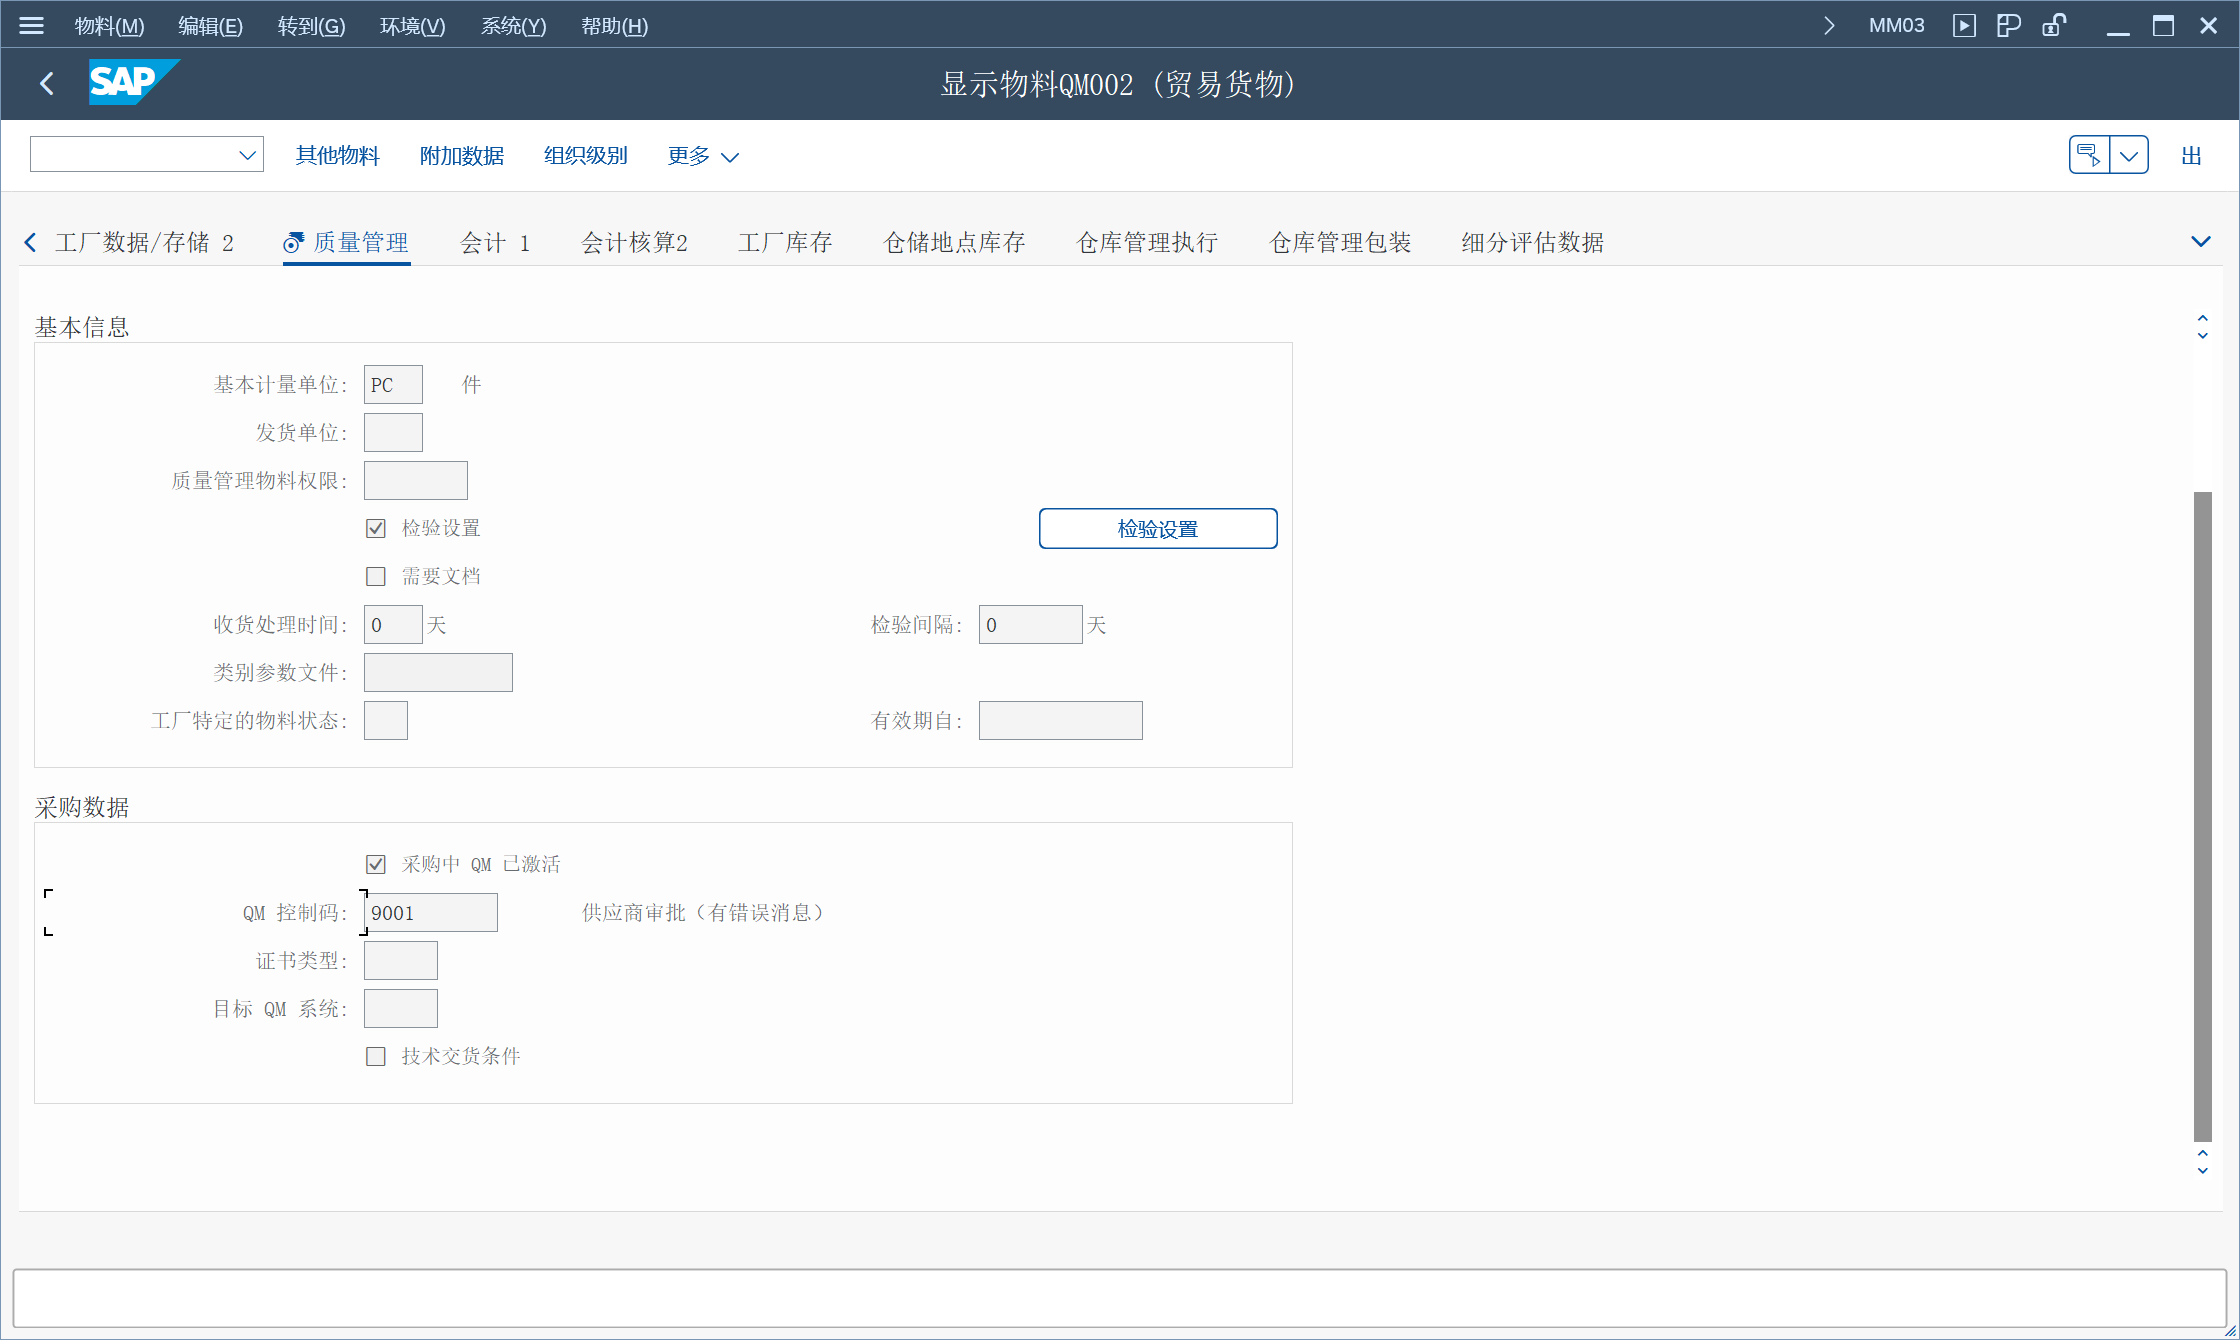 物料(M) 编辑(E) 转到(G) 环境(V) 系统(Y) 帮助(H) MM03
SAP 显示物料QM002 (贸易货物)
其他物料 附加数据 组织级别 更多 出
工厂数据/存储 2 质量管理 会计 1 会计核算2 工厂库存 仓储地点库存 仓库管理执行 仓库管理包装 细分评估数据
基本信息
基本计量单位: PC 件
发货单位:
质量管理物料权限:
检验设置 检验设置
需要文档
收货处理时间: 0 天 检验间隔: 0 天
类别参数文件:
工厂特定的物料状态: 有效期自:
采购数据
采购中 QM 已激活
QM 控制码: 9001 供应商审批（有错误消息）
证书类型:
目标 QM 系统:
技术交货条件